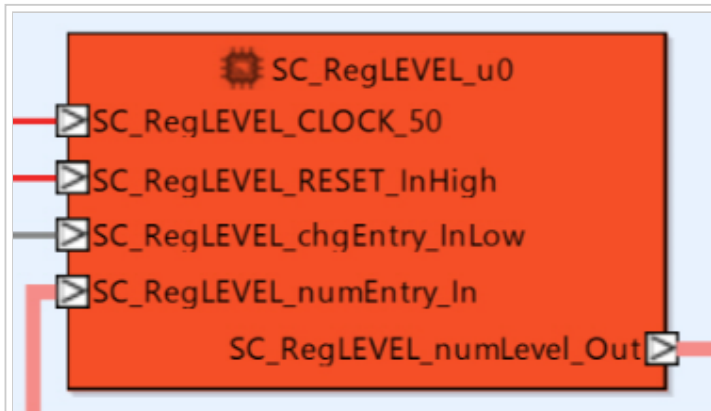 SC_RegLEVEL_u0
SC_RegLEVEL_CLOCK_50
SC_RegLEVEL_RESET_InHigh
SC_RegLEVEL_chgEntry_InLow
SC_RegLEVEL_numEntry_In
SC_RegLEVEL_numLevel_Out